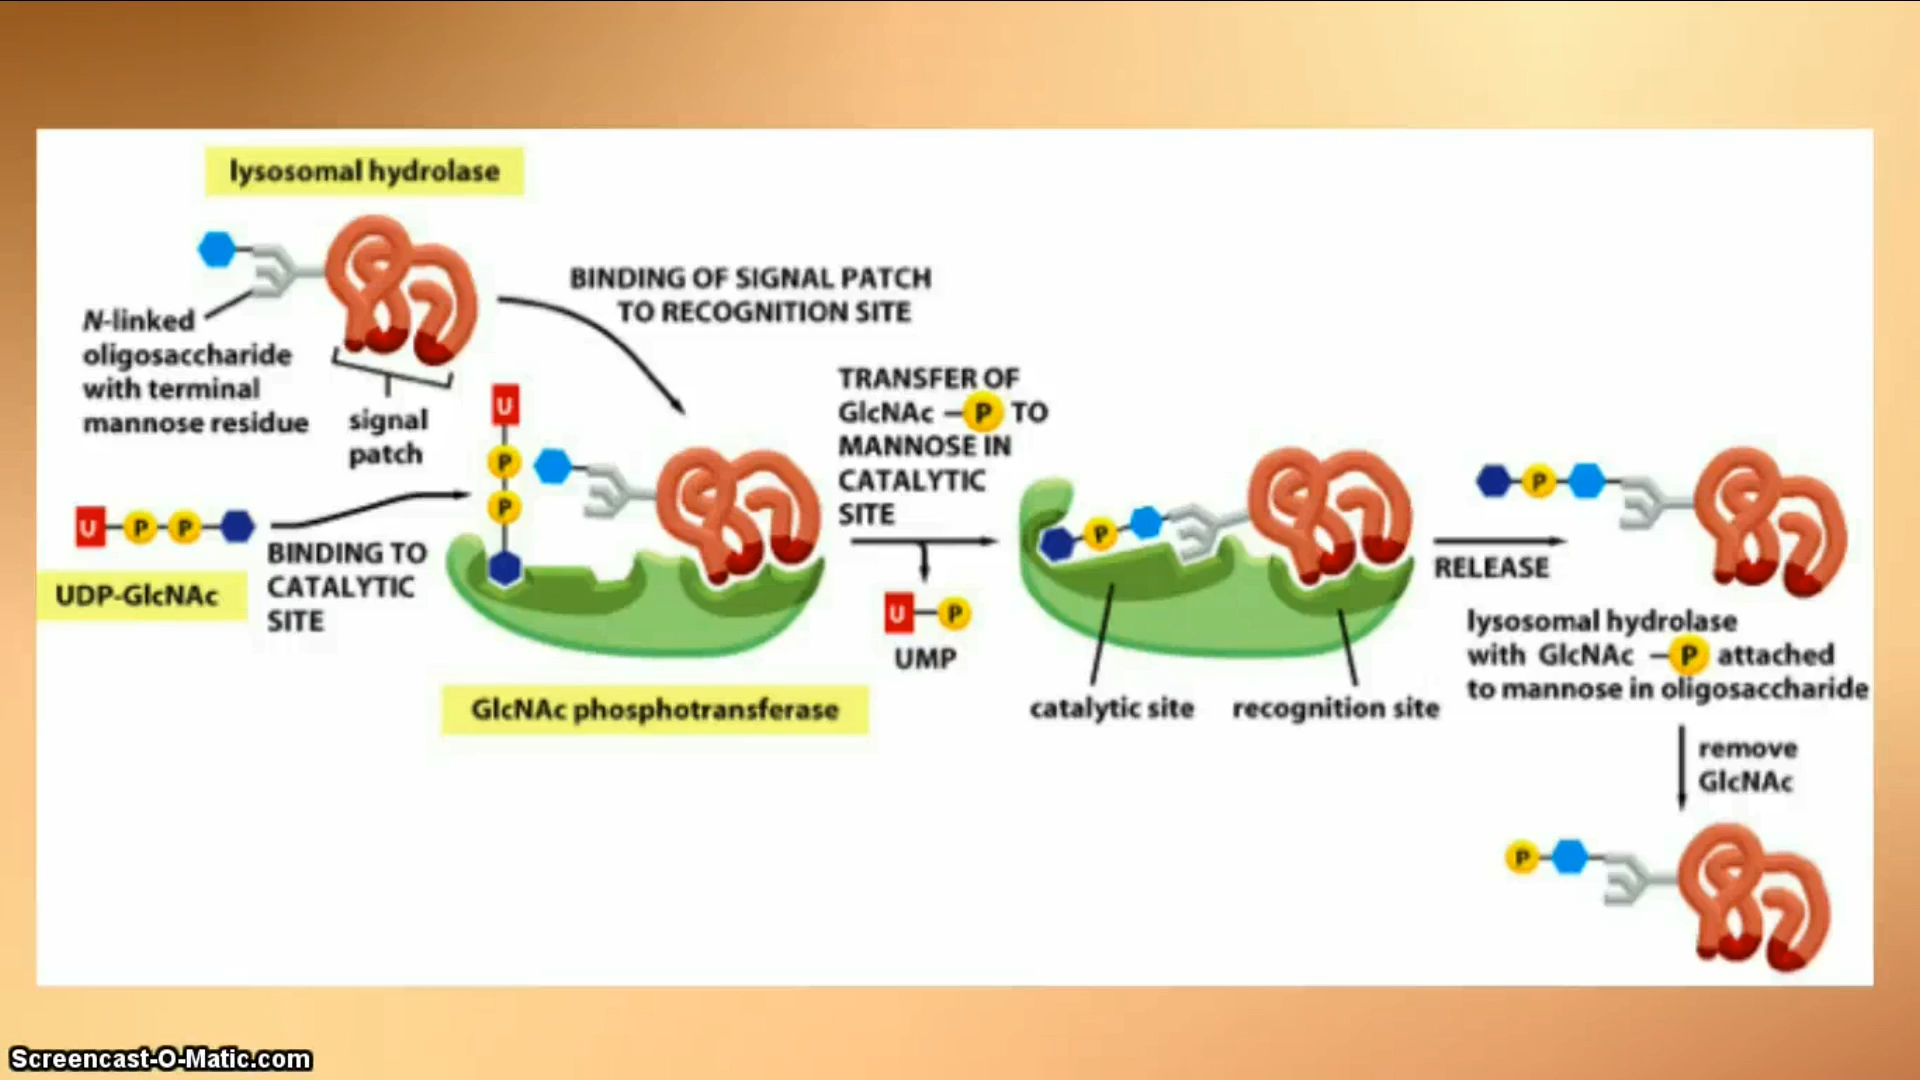 lysosomal hydrolase
BINDING OF SIGNAL PATCH
TO RECOGNITION SITE
N-linked
oligosaccharide
with terminal
mannose residue
signal
patch
U
P
P
U P P
UDP-GlcNAc
BINDING TO
CATALYTIC
SITE
GlcNAc phosphotransferase
TRANSFER OF
GlcNAc – P TO
MANNOSE IN
CATALYTIC
SITE
U P
UMP
P
catalytic site
recognition site
RELEASE
P
lysosomal hydrolase
with GlcNAc – P attached
to mannose in oligosaccharide
remove
GlcNAc
P
Screencast-O-Matic.com